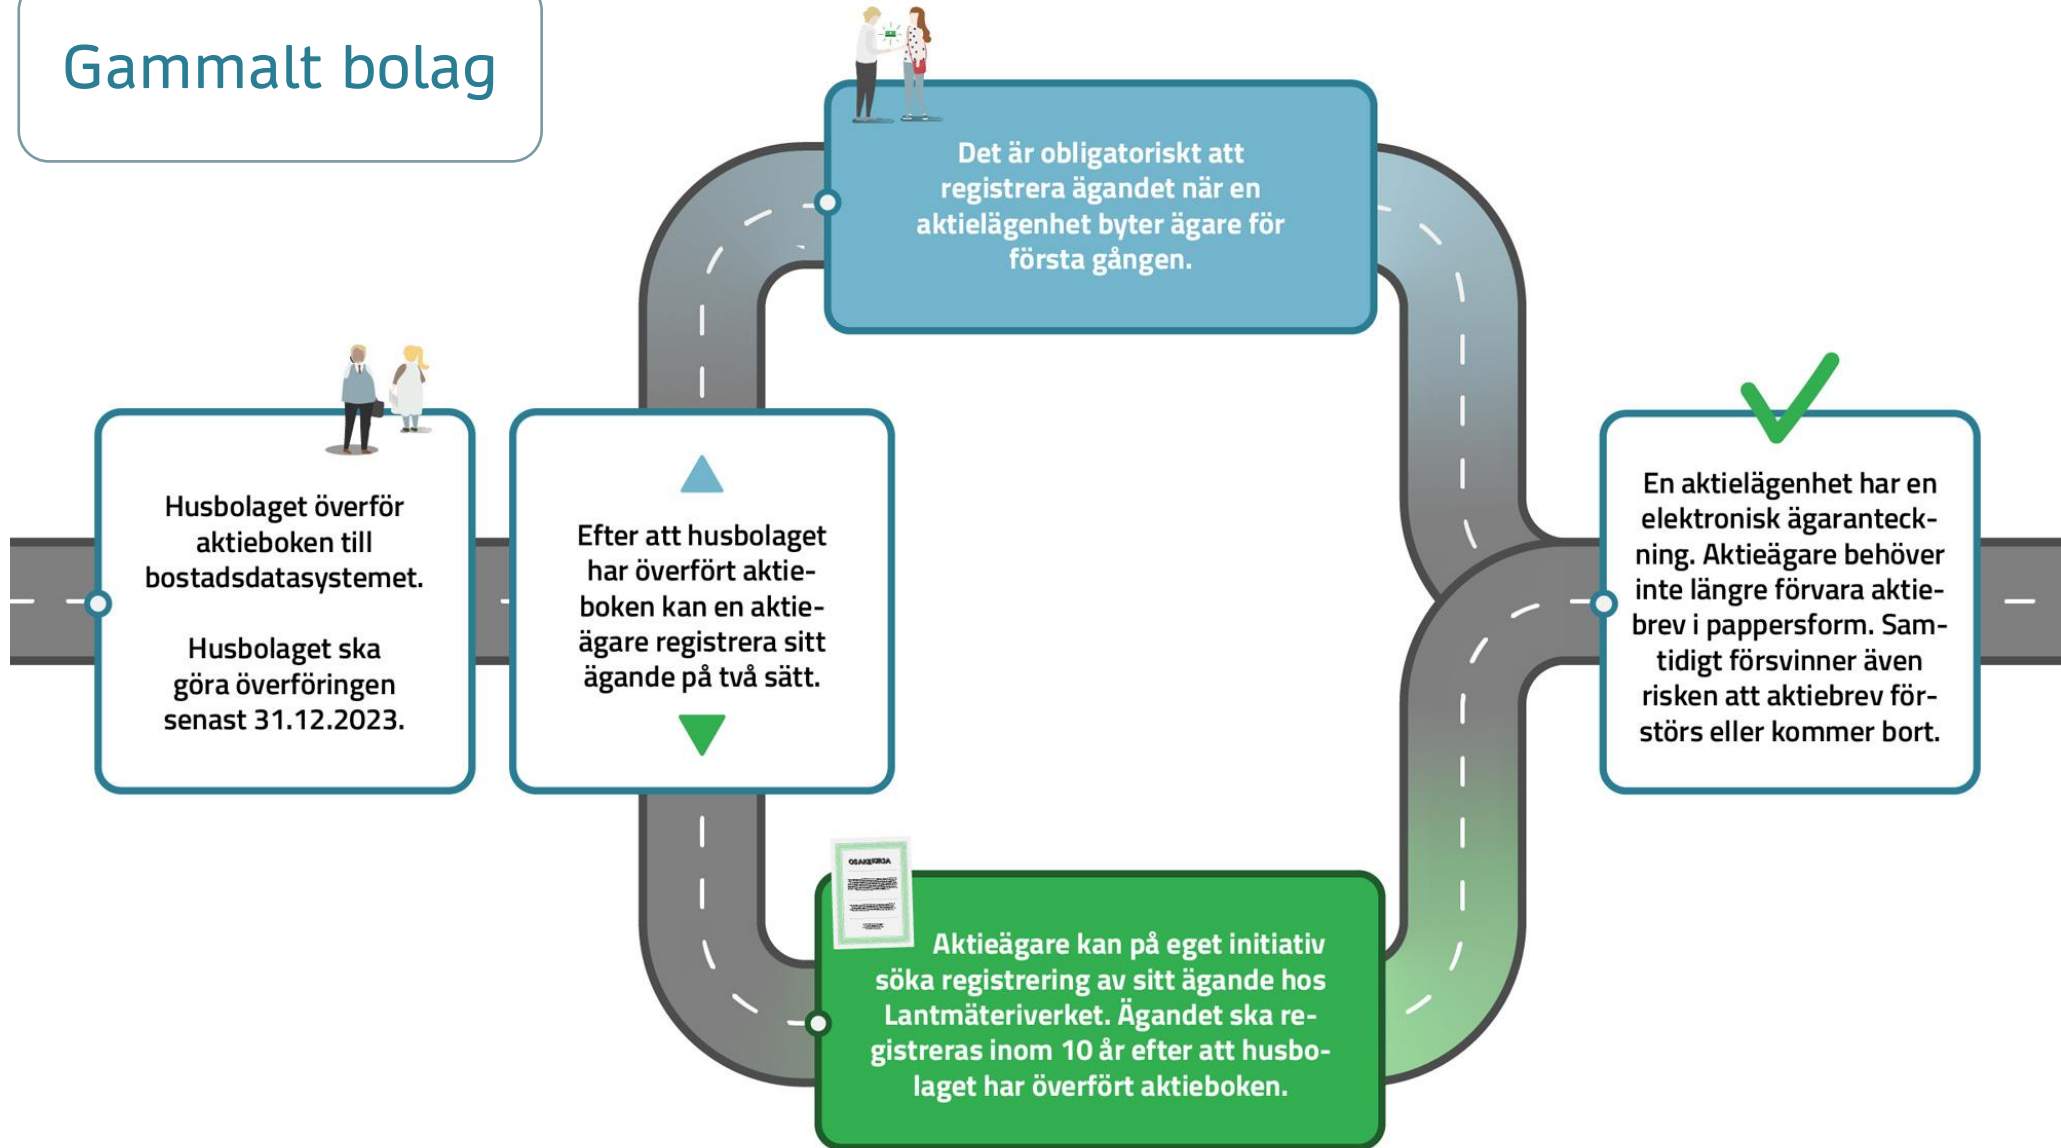 Gammalt bolag
Det är obligatoriskt att
registrera ägandet när en
aktielägenhet byter ägare för
första gången.
Husbolaget överför
aktieboken till
bostadsdatasystemet.
Husbolaget ska
göra överföringen
senast 31.12.2023.
Efter att husbolaget
har överfört aktie-
boken kan en aktie-
ägare registrera sitt
ägande på två sätt.
En aktielägenhet har en
elektronisk ägaranteck-
ning. Aktieägare behöver
inte längre förvara aktie-
brev i pappersform. Sam-
tidigt försvinner även
risken att aktiebrev för-
störs eller kommer bort.
OSAKEKIRJA
Aktieägare kan på eget initiativ
söka registrering av sitt ägande hos
Lantmäteriverket. Ägandet ska re-
gistreras inom 10 år efter att husbo-
laget har överfört aktieboken.